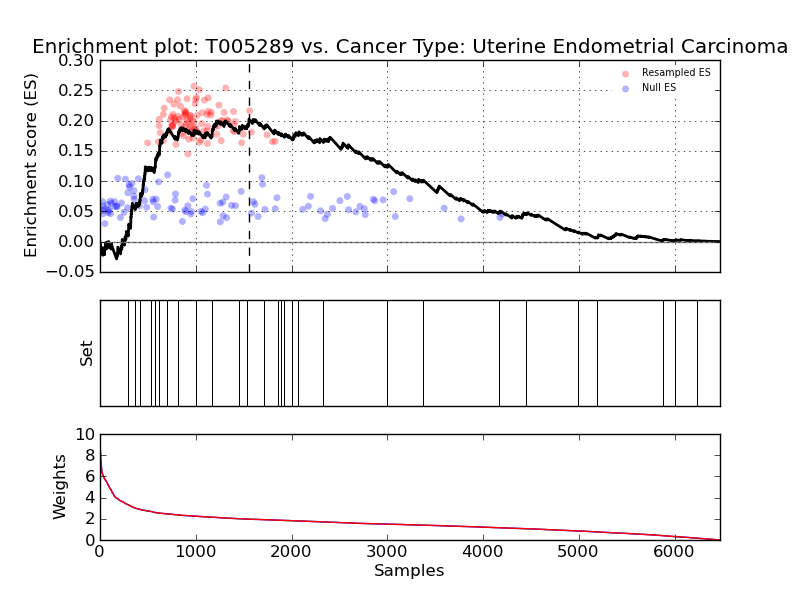 Enrichment plot: T005289 vs. Cancer Type: Uterine Endometrial Carcinoma
Enrichment score (ES)
0.30
0.25
0.20
0.15
0.10
0.05
0.00
−0.05
Resampled ES
Null ES
Set
Weights
10
8
6
4
2
0
0 1000 2000 3000 4000 5000 6000
Samples